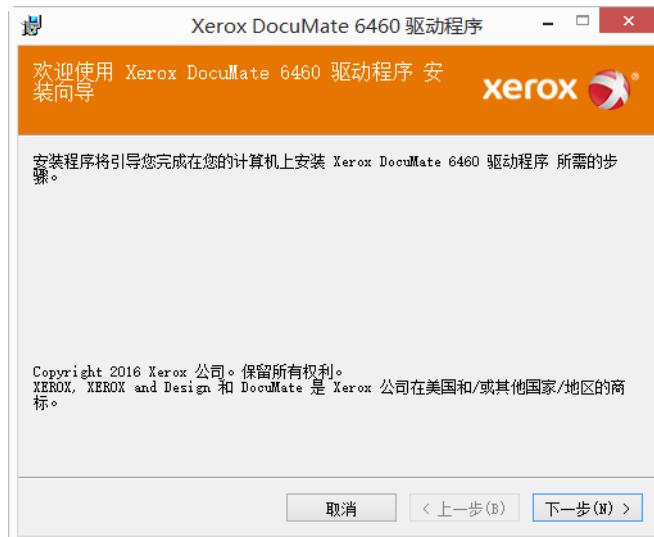 Xerox DocuMate 6460 驱动程序
欢迎使用 Xerox DocuMate 6460 驱动程序 安
装向导
xerox
安装程序将引导您完成在您的计算机上安装 Xerox DocuMate 6460 驱动程序 所需的步
骤。
Copyright 2016 Xerox 公司。保留所有权利。
XEROX, XEROX and Design 和 DocuMate 是 Xerox 公司在美国和/或其他国家/地区的商
标。
取消
< 上一步(B)
下一步(N) >